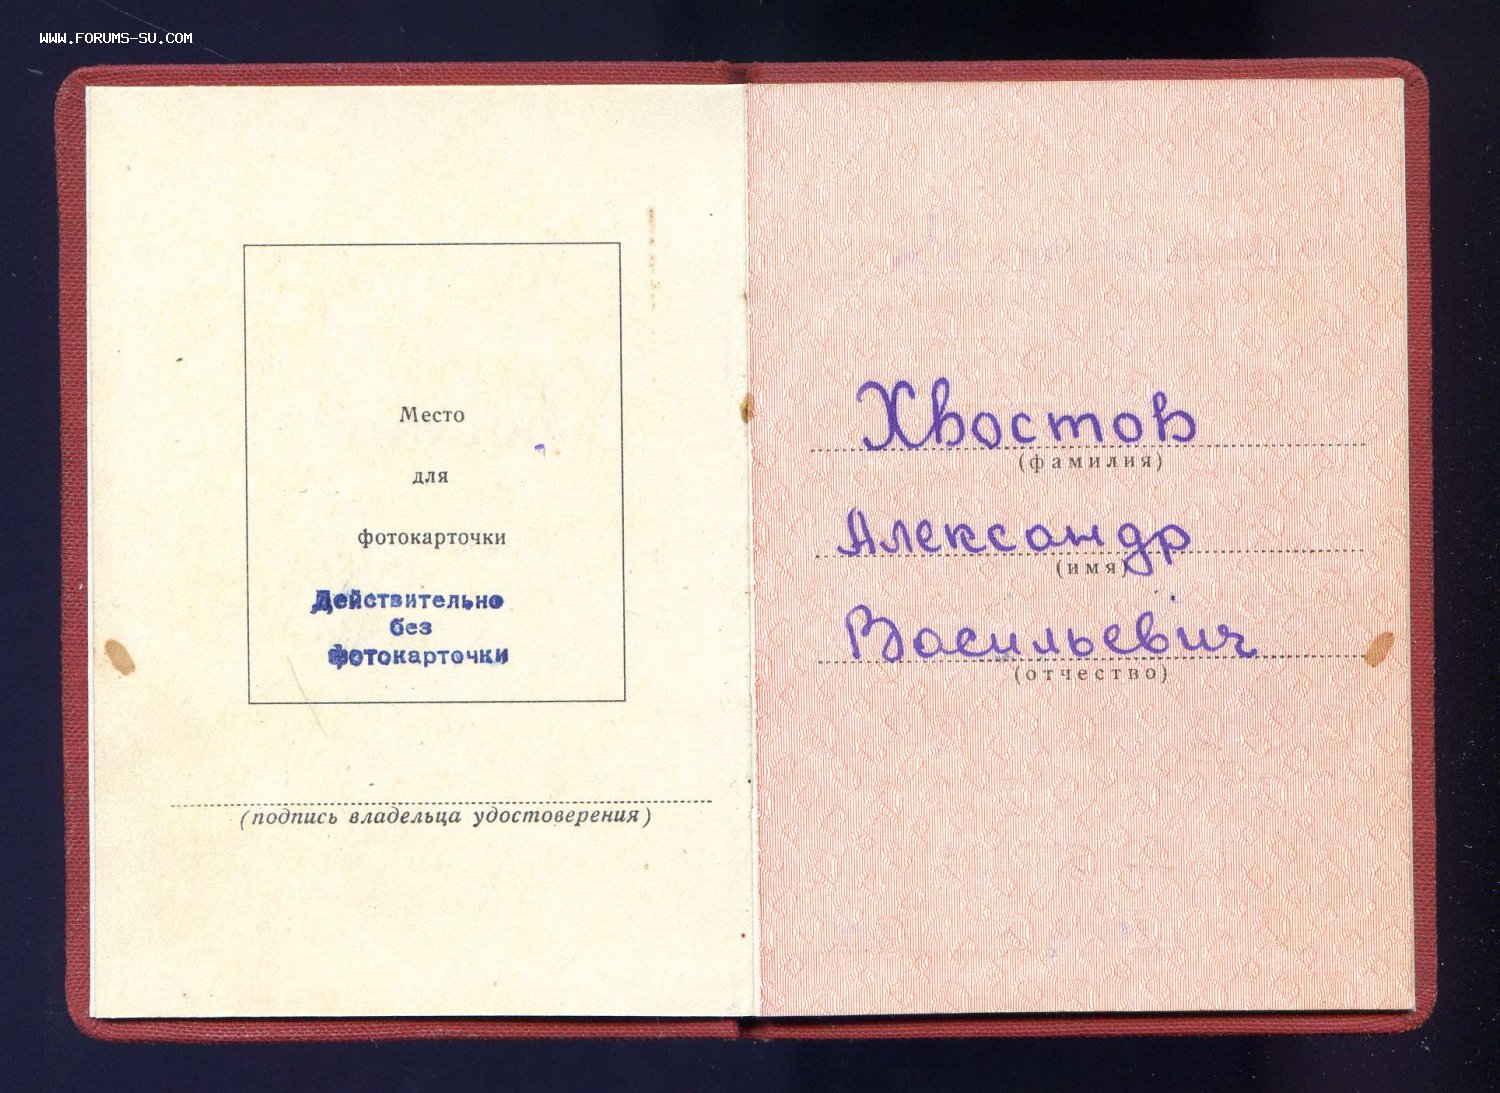 WWW.FORUMS-SU.COM
Место
для
фотокарточки
Действительно
без
фотокарточки
(подпись владельца удостоверения)
Хвостов
(фамилия)
Александр
(имя)
Васильевич
(отчество)